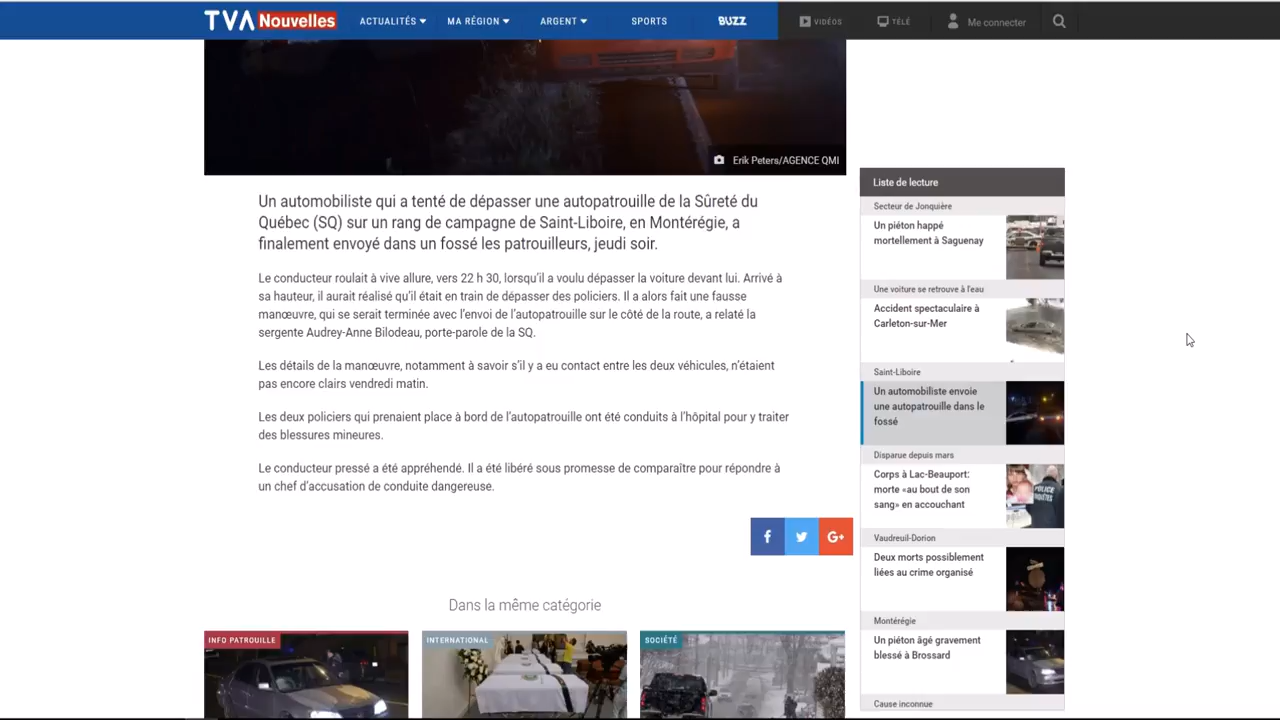 TVA Nouvelles
ACTUALITÉS
MA RÉGION
ARGENT
SPORTS
BUZZ
VIDÉOS
TÉLÉ
Me connecter
Erik Peters/AGENCE QMI
Un automobiliste qui a tenté de dépasser une autopatrouille de la Sûreté du
Québec (SQ) sur un rang de campagne de Saint-Liboire, en Montérégie, a
finalement envoyé dans un fossé les patrouilleurs, jeudi soir.
Le conducteur roulait à vive allure, vers 22 h 30, lorsqu'il a voulu dépasser la voiture devant lui. Arrivé à
sa hauteur, il aurait réalisé qu'il était en train de dépasser des policiers. Il a alors fait une fausse
manœuvre, qui se serait terminée avec l'envoi de l'autopatrouille sur le côté de la route, a relaté la
sergente Audrey-Anne Bilodeau, porte-parole de la SQ.
Les détails de la manœuvre, notamment à savoir s'il y a eu contact entre les deux véhicules, n'étaient
pas encore clairs vendredi matin.
Les deux policiers qui prenaient place à bord de l'autopatrouille ont été conduits à l'hôpital pour y traiter
des blessures mineures.
Le conducteur pressé a été appréhendé. Il a été libéré sous promesse de comparaître pour répondre à
un chef d'accusation de conduite dangereuse.
f
G+
Dans la même catégorie
INFO PATROUILLE
INTERNATIONAL
SOCIÉTÉ
Liste de lecture
Secteur de Jonquière
Un piéton happé
mortellement à Saguenay
Une voiture se retrouve à l'eau
Accident spectaculaire à
Carleton-sur-Mer
Saint-Liboire
Un automobiliste envoie
une autopatrouille dans le
fossé
Disparue depuis mars
Corps à Lac-Beauport:
morte «au bout de son
sang» en accouchant
POLICE
ENQUÊTES
Vaudreuil-Dorion
Deux morts possiblement
liées au crime organisé
Montérégie
Un piéton âgé gravement
blessé à Brossard
Cause inconnue